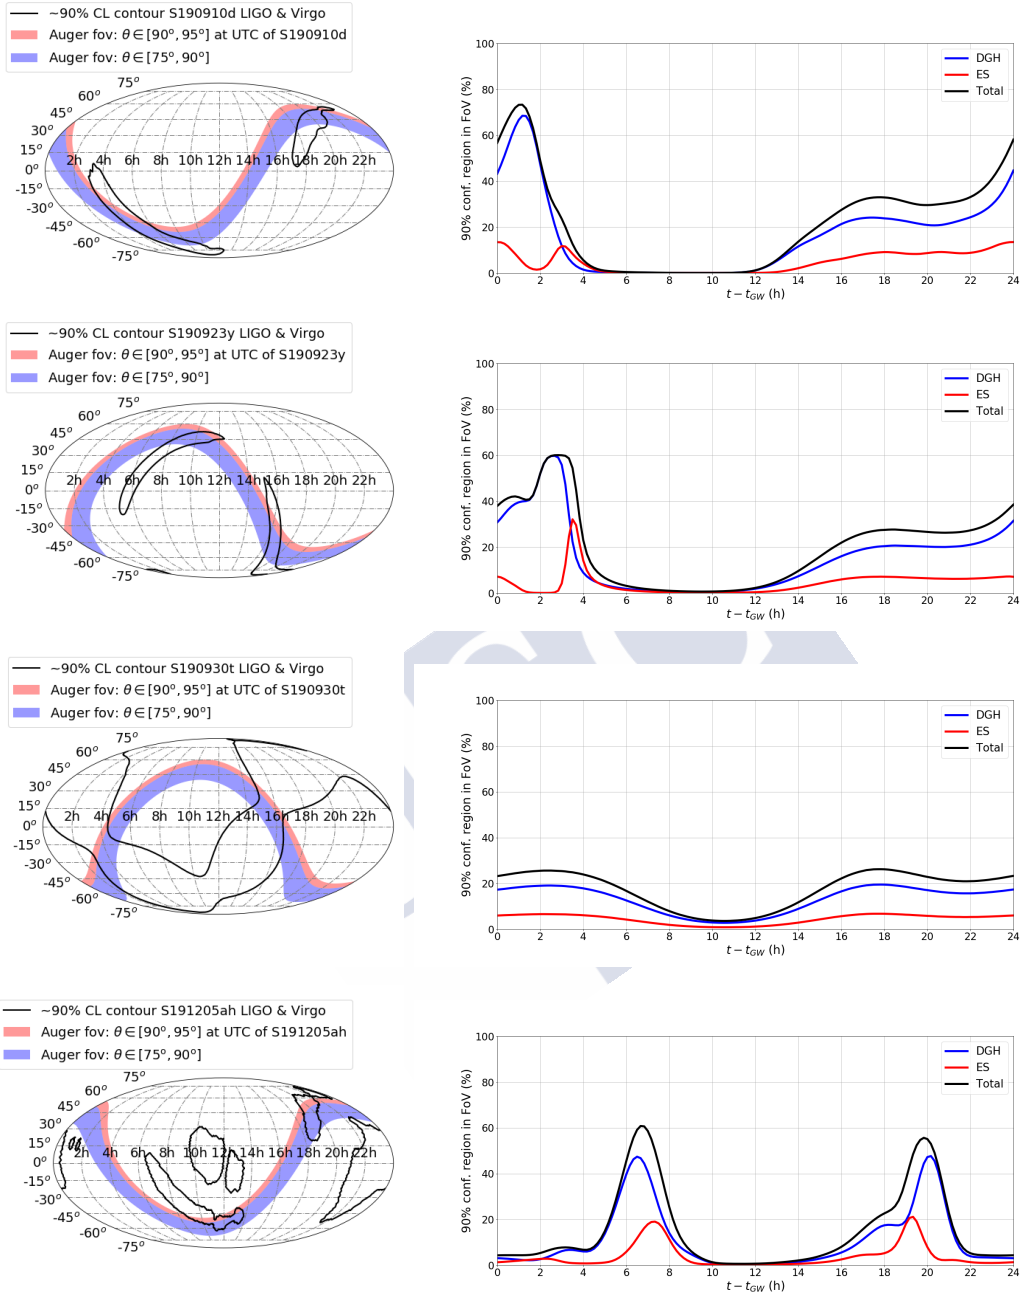 ~90% CL contour S190910d LIGO & Virgo
Auger fov: θ ∈ [90°, 95°] at UTC of S190910d
Auger fov: θ ∈ [75°, 90°]
75°
60°
45°
30°
15°
0°
-15°
-30°
-45°
-60°
-75°
2h 4h 6h 8h 10h 12h 14h 16h 18h 20h 22h
90% conf. region in FoV (%)
100
80
60
40
20
0
DGH
ES
Total
0 2 4 6 8 10 12 14 16 18 20 22 24
t − t_GW (h)
~90% CL contour S190923y LIGO & Virgo
Auger fov: θ ∈ [90°, 95°] at UTC of S190923y
Auger fov: θ ∈ [75°, 90°]
75°
60°
45°
30°
15°
0°
-15°
-30°
-45°
-60°
-75°
2h 4h 6h 8h 10h 12h 14h 16h 18h 20h 22h
90% conf. region in FoV (%)
100
80
60
40
20
0
DGH
ES
Total
0 2 4 6 8 10 12 14 16 18 20 22 24
t − t_GW (h)
~90% CL contour S190930t LIGO & Virgo
Auger fov: θ ∈ [90°, 95°] at UTC of S190930t
Auger fov: θ ∈ [75°, 90°]
75°
60°
45°
30°
15°
0°
-15°
-30°
-45°
-60°
-75°
2h 4h 6h 8h 10h 12h 14h 16h 18h 20h 22h
90% conf. region in FoV (%)
100
80
60
40
20
0
DGH
ES
Total
0 2 4 6 8 10 12 14 16 18 20 22 24
t − t_GW (h)
~90% CL contour S191205ah LIGO & Virgo
Auger fov: θ ∈ [90°, 95°] at UTC of S191205ah
Auger fov: θ ∈ [75°, 90°]
75°
60°
45°
30°
15°
0°
-15°
-30°
-45°
-60°
-75°
2h 4h 6h 8h 10h 12h 14h 16h 18h 20h 22h
90% conf. region in FoV (%)
100
80
60
40
20
0
DGH
ES
Total
0 2 4 6 8 10 12 14 16 18 20 22 24
t − t_GW (h)